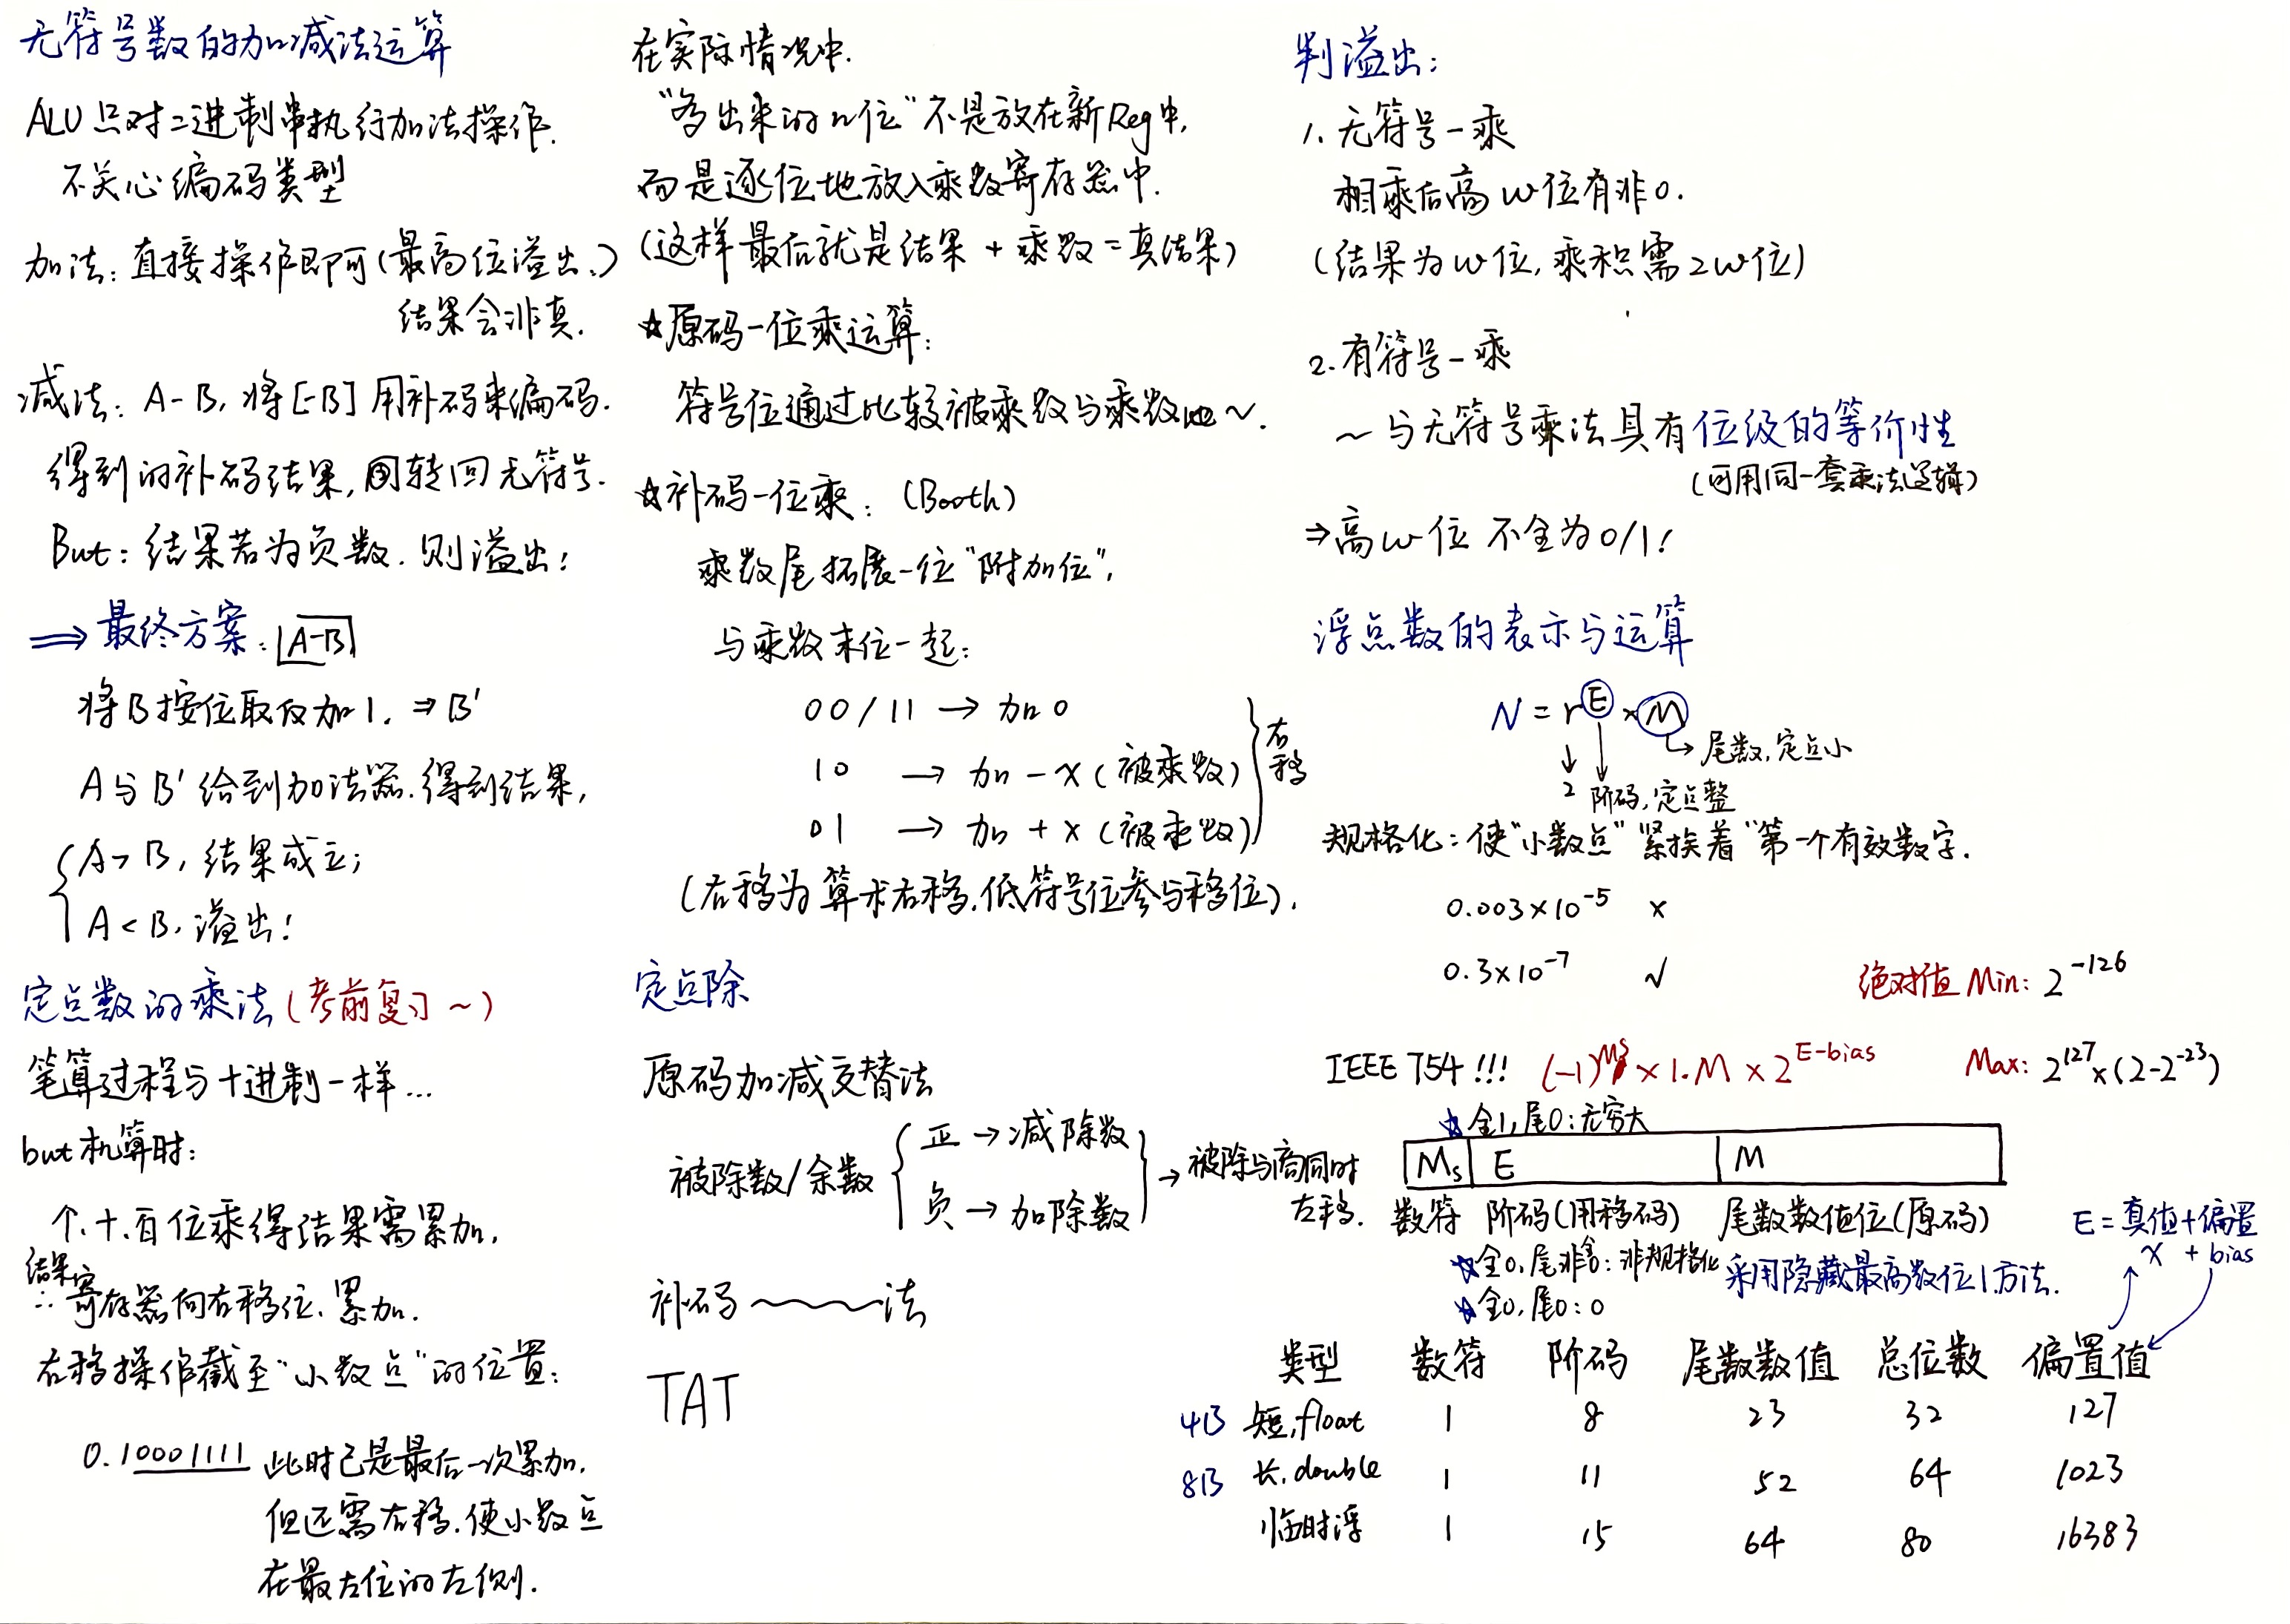 无符号数的加减法运算
ALU只对二进制串执行加法操作.
不关心编码类型
加法: 直接操作即可(最高位溢出,)
结果会非真.
减法: A-B, 将[-B]用补码来编码.
得到的补码结果, 转回无符号.
But: 结果若为负数. 则溢出!
⇒ 最终方案: A-B
将B按位取反加1. ⇒ B'
A与B'给到加法器. 得到结果,
A>B, 结果成立;
A<B, 溢出!
定点数的乘法(考前复习~)
笔算过程与十进制一样...
but机算时:
个.十.百位乘得结果需累加,
结果
∴寄存器向右移位. 累加.
右移操作截至"小数点"的位置:
0.10001111 此时已是最后一次累加,
但还需右移. 使小数点
在最左位的左侧.
在实际情况中.
"多出来的n位"不是放在新Reg中,
而是逐位地放入乘数寄存器中.
(这样最后就是结果+乘数=真结果)
☆原码一位乘运算:
符号位通过比较被乘数与乘数~.
☆补码一位乘: (Booth)
乘数尾拓展一位"附加位",
与乘数末位一起:
00/11 → 加0
10 → 加-x(被乘数)
01 → 加+x(被乘数)
右移
(右移为算术右移.低符号位参与移位).
定点除
原码加减交替法
被除数/余数
正→减除数
负→加除数
→被除与商同时
左移.
补码~~~法
TAT
判溢出:
1. 无符号一乘
相乘后高w位有非0.
(结果为w位, 乘积需2w位)
2. 有符号一乘
~与无符号乘法具有位级的等价性
(可用同一套乘法逻辑)
⇒高w位 不全为0/1!
浮点数的表示与运算
N = r E × M
尾数, 定点小
2 阶码, 定点整
规格化: 使"小数点"紧挨着"第一个有效数字.
0.003×10⁻⁵ ×
0.3×10⁻⁷ √
绝对值Min: 2⁻¹²⁶
IEEE 754!!! (-1)^Ms × 1.M × 2^E-bias Max: 2¹²⁷×(2-2⁻²³)
☆全1, 尾0: 无穷大
Ms E M
数符 阶码(用移码) 尾数数值位(原码)
E=真值+偏置
x + bias
☆全0, 尾非0: 非规格化 采用隐藏最高数位1.方法.
☆全0, 尾0: 0
类型 数符 阶码 尾数数值 总位数 偏置值
4B 短, float 1 8 23 32 127
8B 长, double 1 11 52 64 1023
临时浮 1 15 64 80 16383